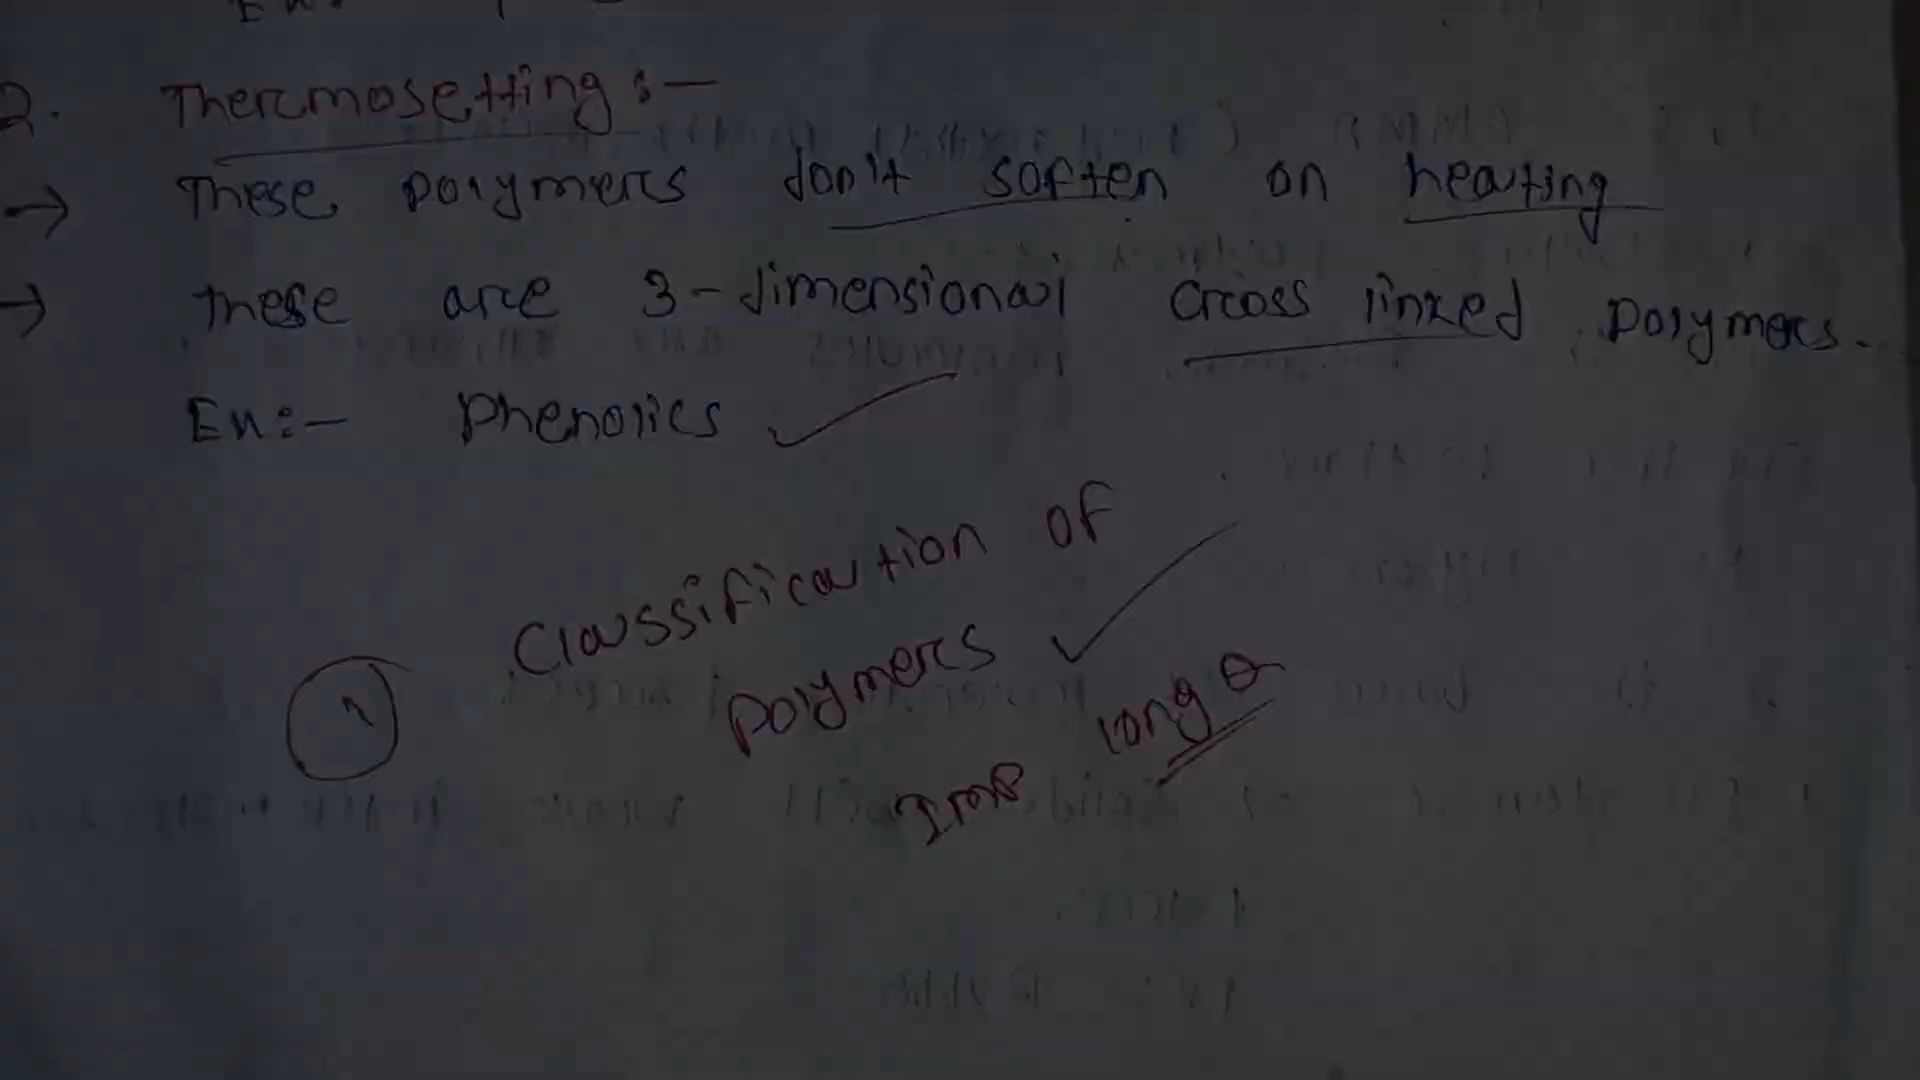 2. Thermosetting :-
→ These polymers don't soften on heating
→ these are 3-dimensional cross linked polymers.
Ex:- Phenolics
Classification of
polymers
Imp long Q